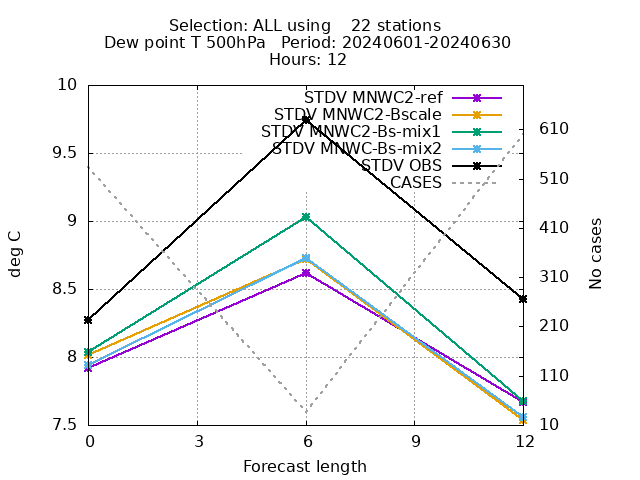 Selection: ALL using    22 stations
Dew point T 500hPa   Period: 20240601-20240630
Hours: 12
STDV MNWC2-ref
STDV MNWC2-Bscale
STDV MNWC2-Bs-mix1
STDV MNWC-Bs-mix2
STDV OBS
CASES
10
9.5
9
8.5
8
7.5
deg C
610
510
410
310
210
110
10
No cases
0 3 6 9 12
Forecast length